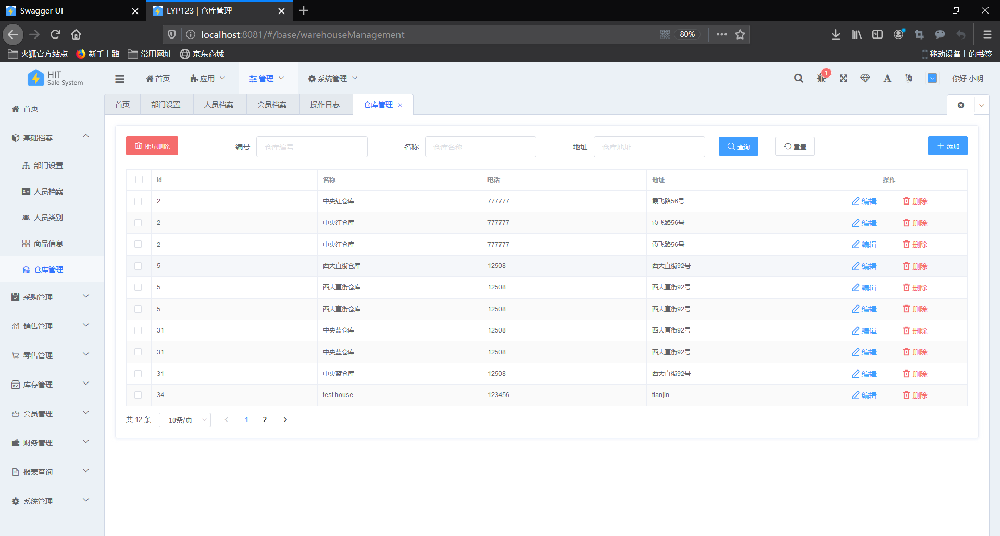 Swagger UI
LYP123 | 仓库管理
localhost:8081/#/base/warehouseManagement
80%
火狐官方站点 新手上路 常用网址 京东商城
移动设备上的书签
HIT
Sale System
首页 应用 管理 系统管理
1
你好 小明
首页 部门设置 人员档案 会员档案 操作日志 仓库管理
首页
基础档案
部门设置
人员档案
人员类别
商品信息
仓库管理
采购管理
销售管理
零售管理
库存管理
会员管理
财务管理
报表查询
系统管理
批量删除 编号 仓库编号 名称 仓库名称 地址 仓库地址 查询 重置 添加
id 名称 电话 地址 操作
2 中央红仓库 777777 霞飞路56号 编辑 删除
2 中央红仓库 777777 霞飞路56号 编辑 删除
2 中央红仓库 777777 霞飞路56号 编辑 删除
5 西大直街仓库 12508 西大直街92号 编辑 删除
5 西大直街仓库 12508 西大直街92号 编辑 删除
5 西大直街仓库 12508 西大直街92号 编辑 删除
31 中央蓝仓库 12508 西大直街92号 编辑 删除
31 中央蓝仓库 12508 西大直街92号 编辑 删除
31 中央蓝仓库 12508 西大直街92号 编辑 删除
34 test house 123456 tianjin 编辑 删除
共 12 条 10条/页 1 2